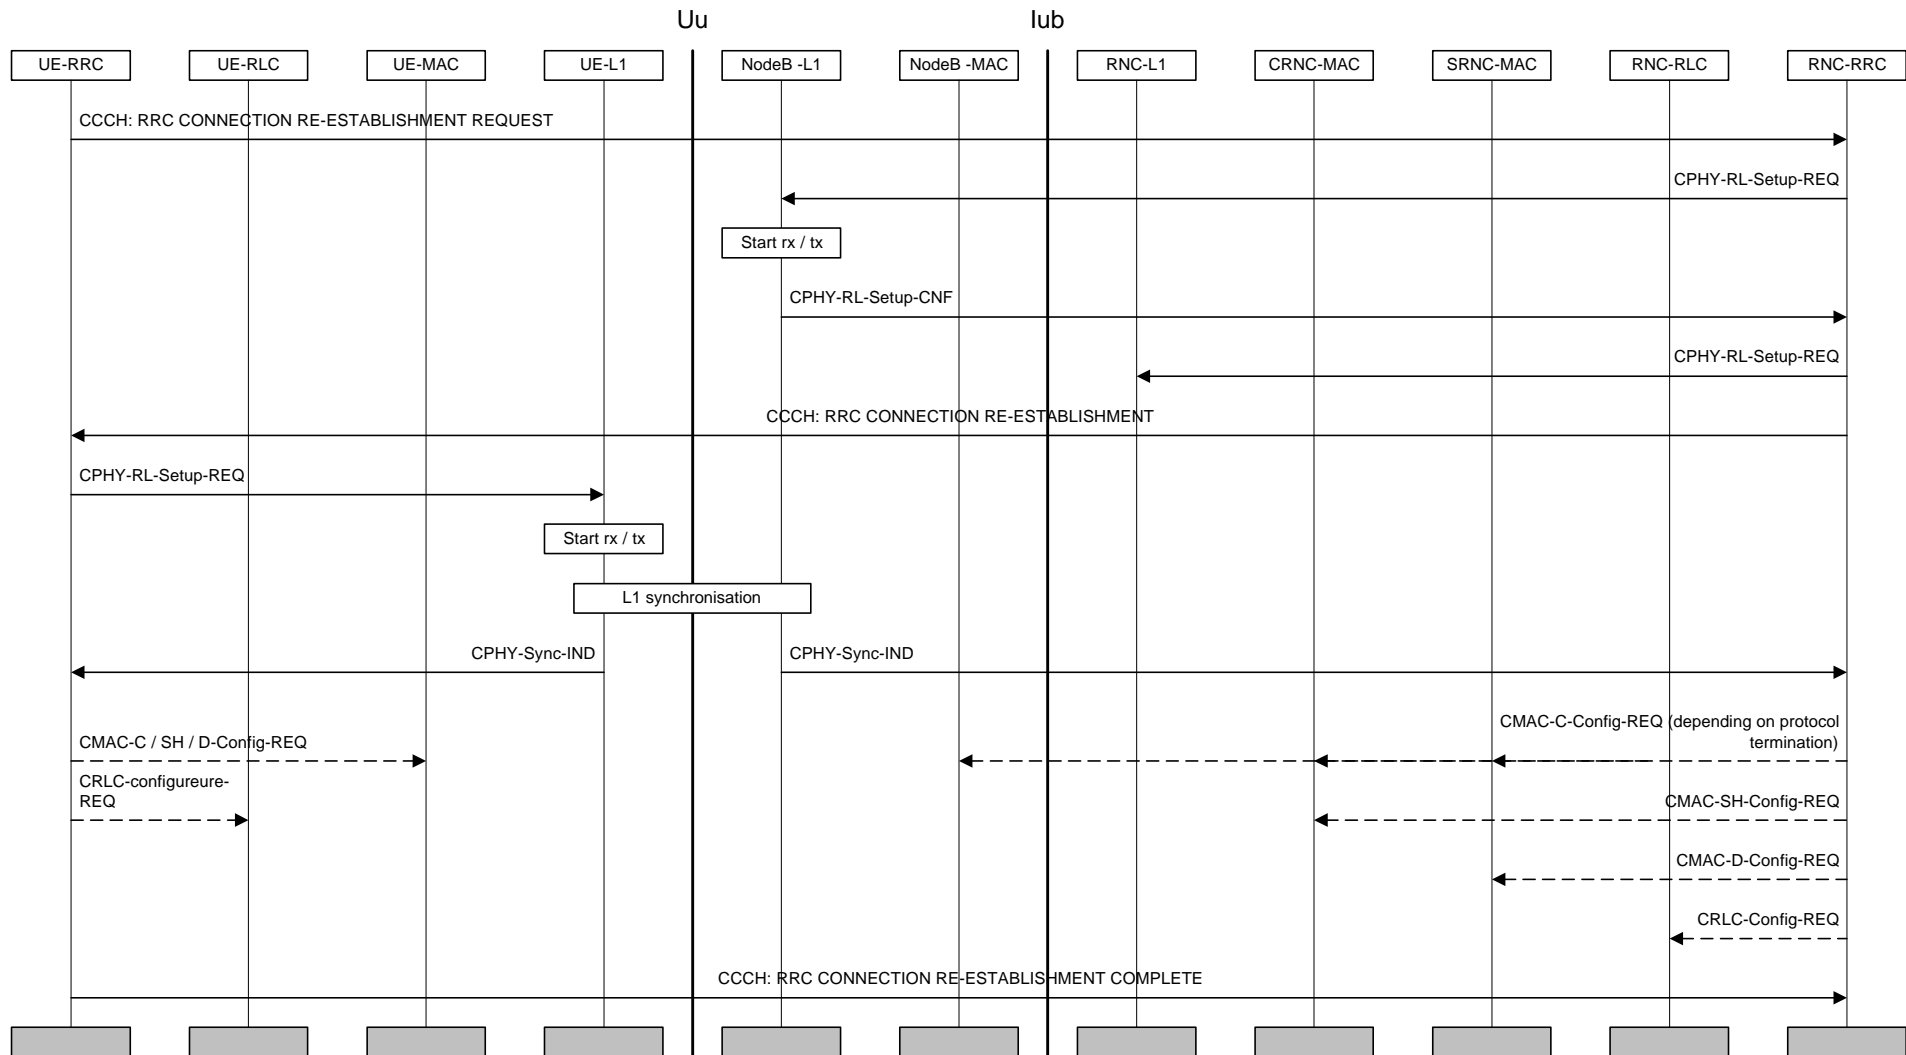 Uu
Iub
UE-RRC
UE-RLC
UE-MAC
UE-L1
NodeB -L1
NodeB -MAC
RNC-L1
CRNC-MAC
SRNC-MAC
RNC-RLC
RNC-RRC
CCCH: RRC CONNECTION RE-ESTABLISHMENT REQUEST
CPHY-RL-Setup-REQ
Start rx / tx
CPHY-RL-Setup-CNF
CPHY-RL-Setup-REQ
CCCH: RRC CONNECTION RE-ESTABLISHMENT
CPHY-RL-Setup-REQ
Start rx / tx
L1 synchronisation
CPHY-Sync-IND
CPHY-Sync-IND
CMAC-C / SH / D-Config-REQ
CMAC-C-Config-REQ (depending on protocol
termination)
CRLC-configureure-
REQ
CMAC-SH-Config-REQ
CMAC-D-Config-REQ
CRLC-Config-REQ
CCCH: RRC CONNECTION RE-ESTABLISHMENT COMPLETE